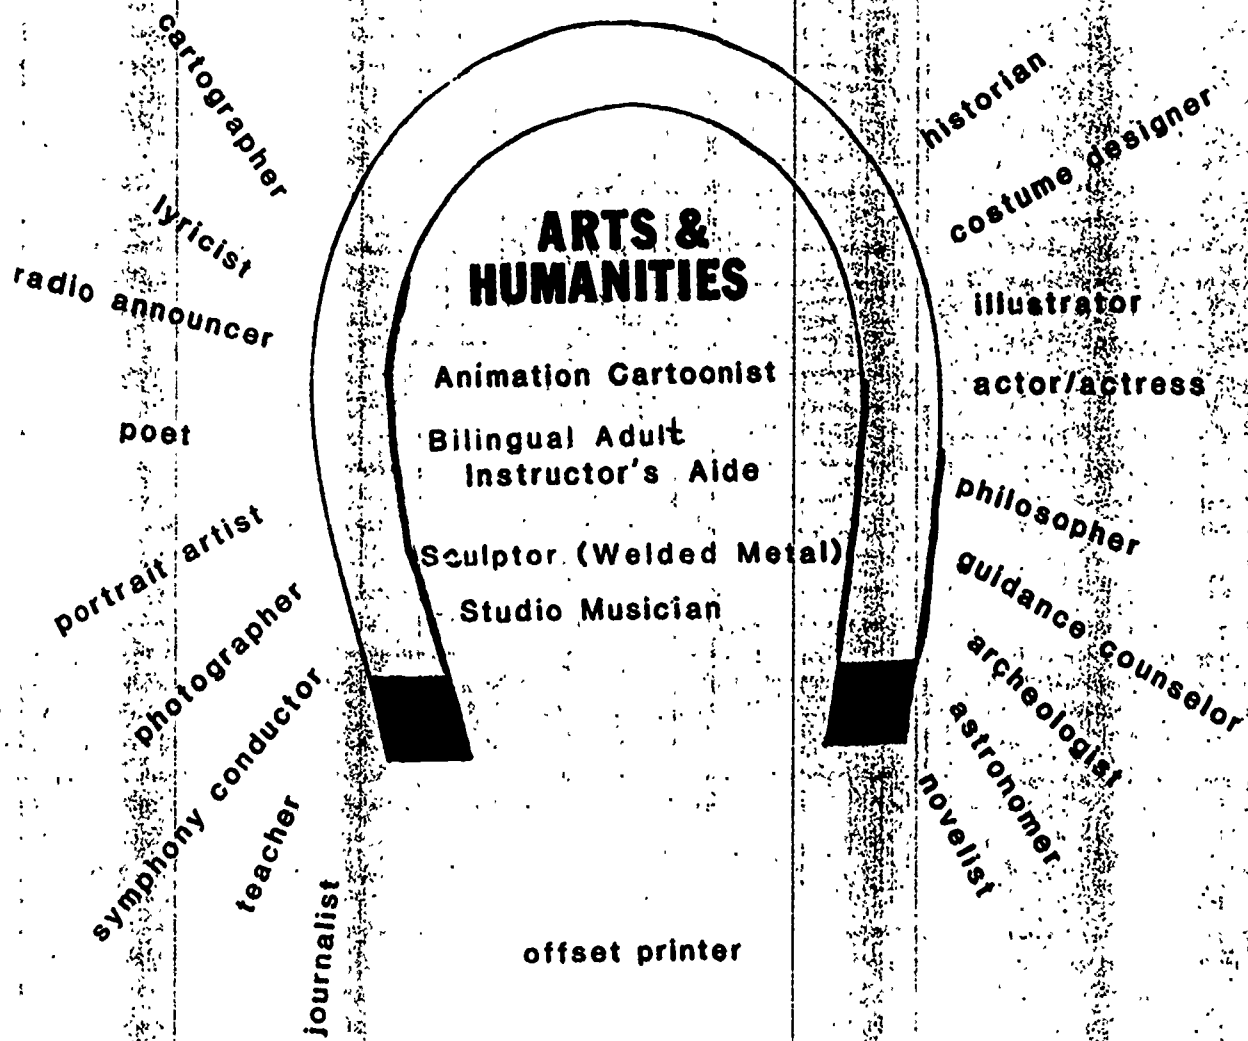 cartographer
lyricist
radio announcer
poet
portrait artist
photographer
symphony conductor
teacher
journalist
ARTS &
HUMANITIES
Animation Cartoonist
Bilingual Adult
Instructor's Aide
Sculptor (Welded Metal)
Studio Musician
offset printer
historian
costume designer
illustrator
actor/actress
philosopher
guidance counselor
archeologist
astronomer
novelist